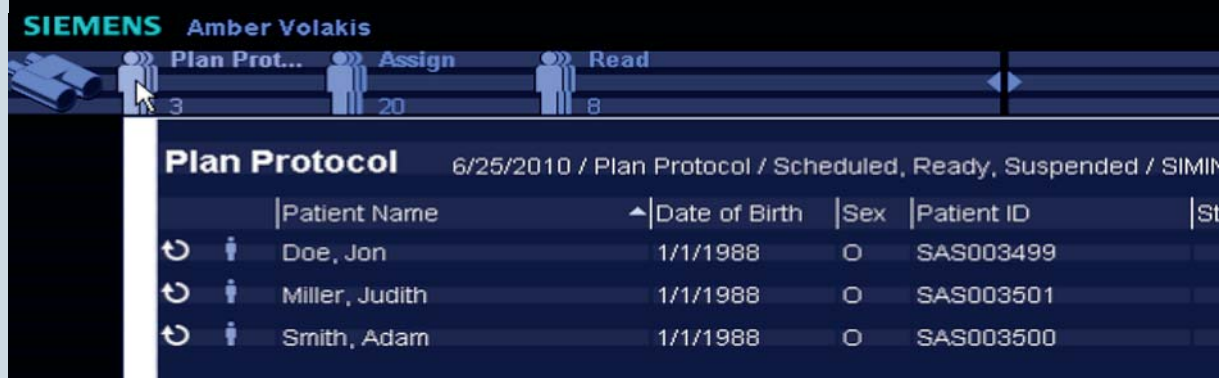 SIEMENS Amber Volakis
Plan Prot... Assign Read
3 20 8
Plan Protocol 6/25/2010 / Plan Protocol / Scheduled, Ready, Suspended / SIMIN
Patient Name Date of Birth Sex Patient ID St
Doe, Jon 1/1/1988 O SAS003499
Miller, Judith 1/1/1988 O SAS003501
Smith, Adam 1/1/1988 O SAS003500